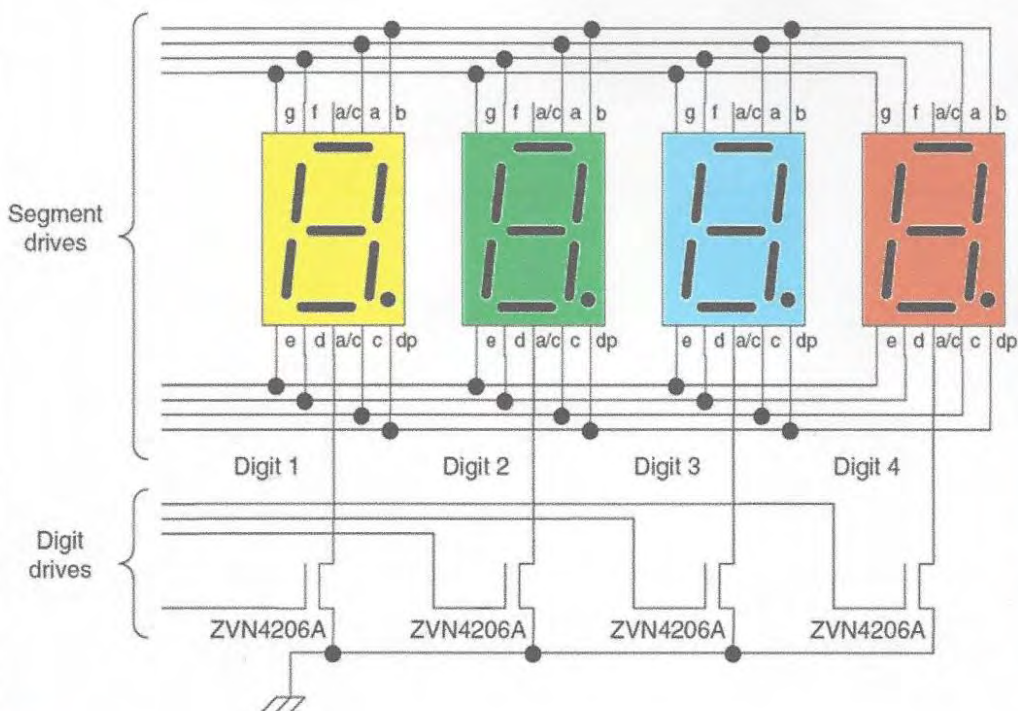 g f a/c a b g f a/c a b g f a/c a b g f a/c a b
Segment
drives
e d a/c c dp e d a/c c dp e d a/c c dp e d a/c c dp
Digit 1 Digit 2 Digit 3 Digit 4
Digit
drives
ZVN4206A ZVN4206A ZVN4206A ZVN4206A